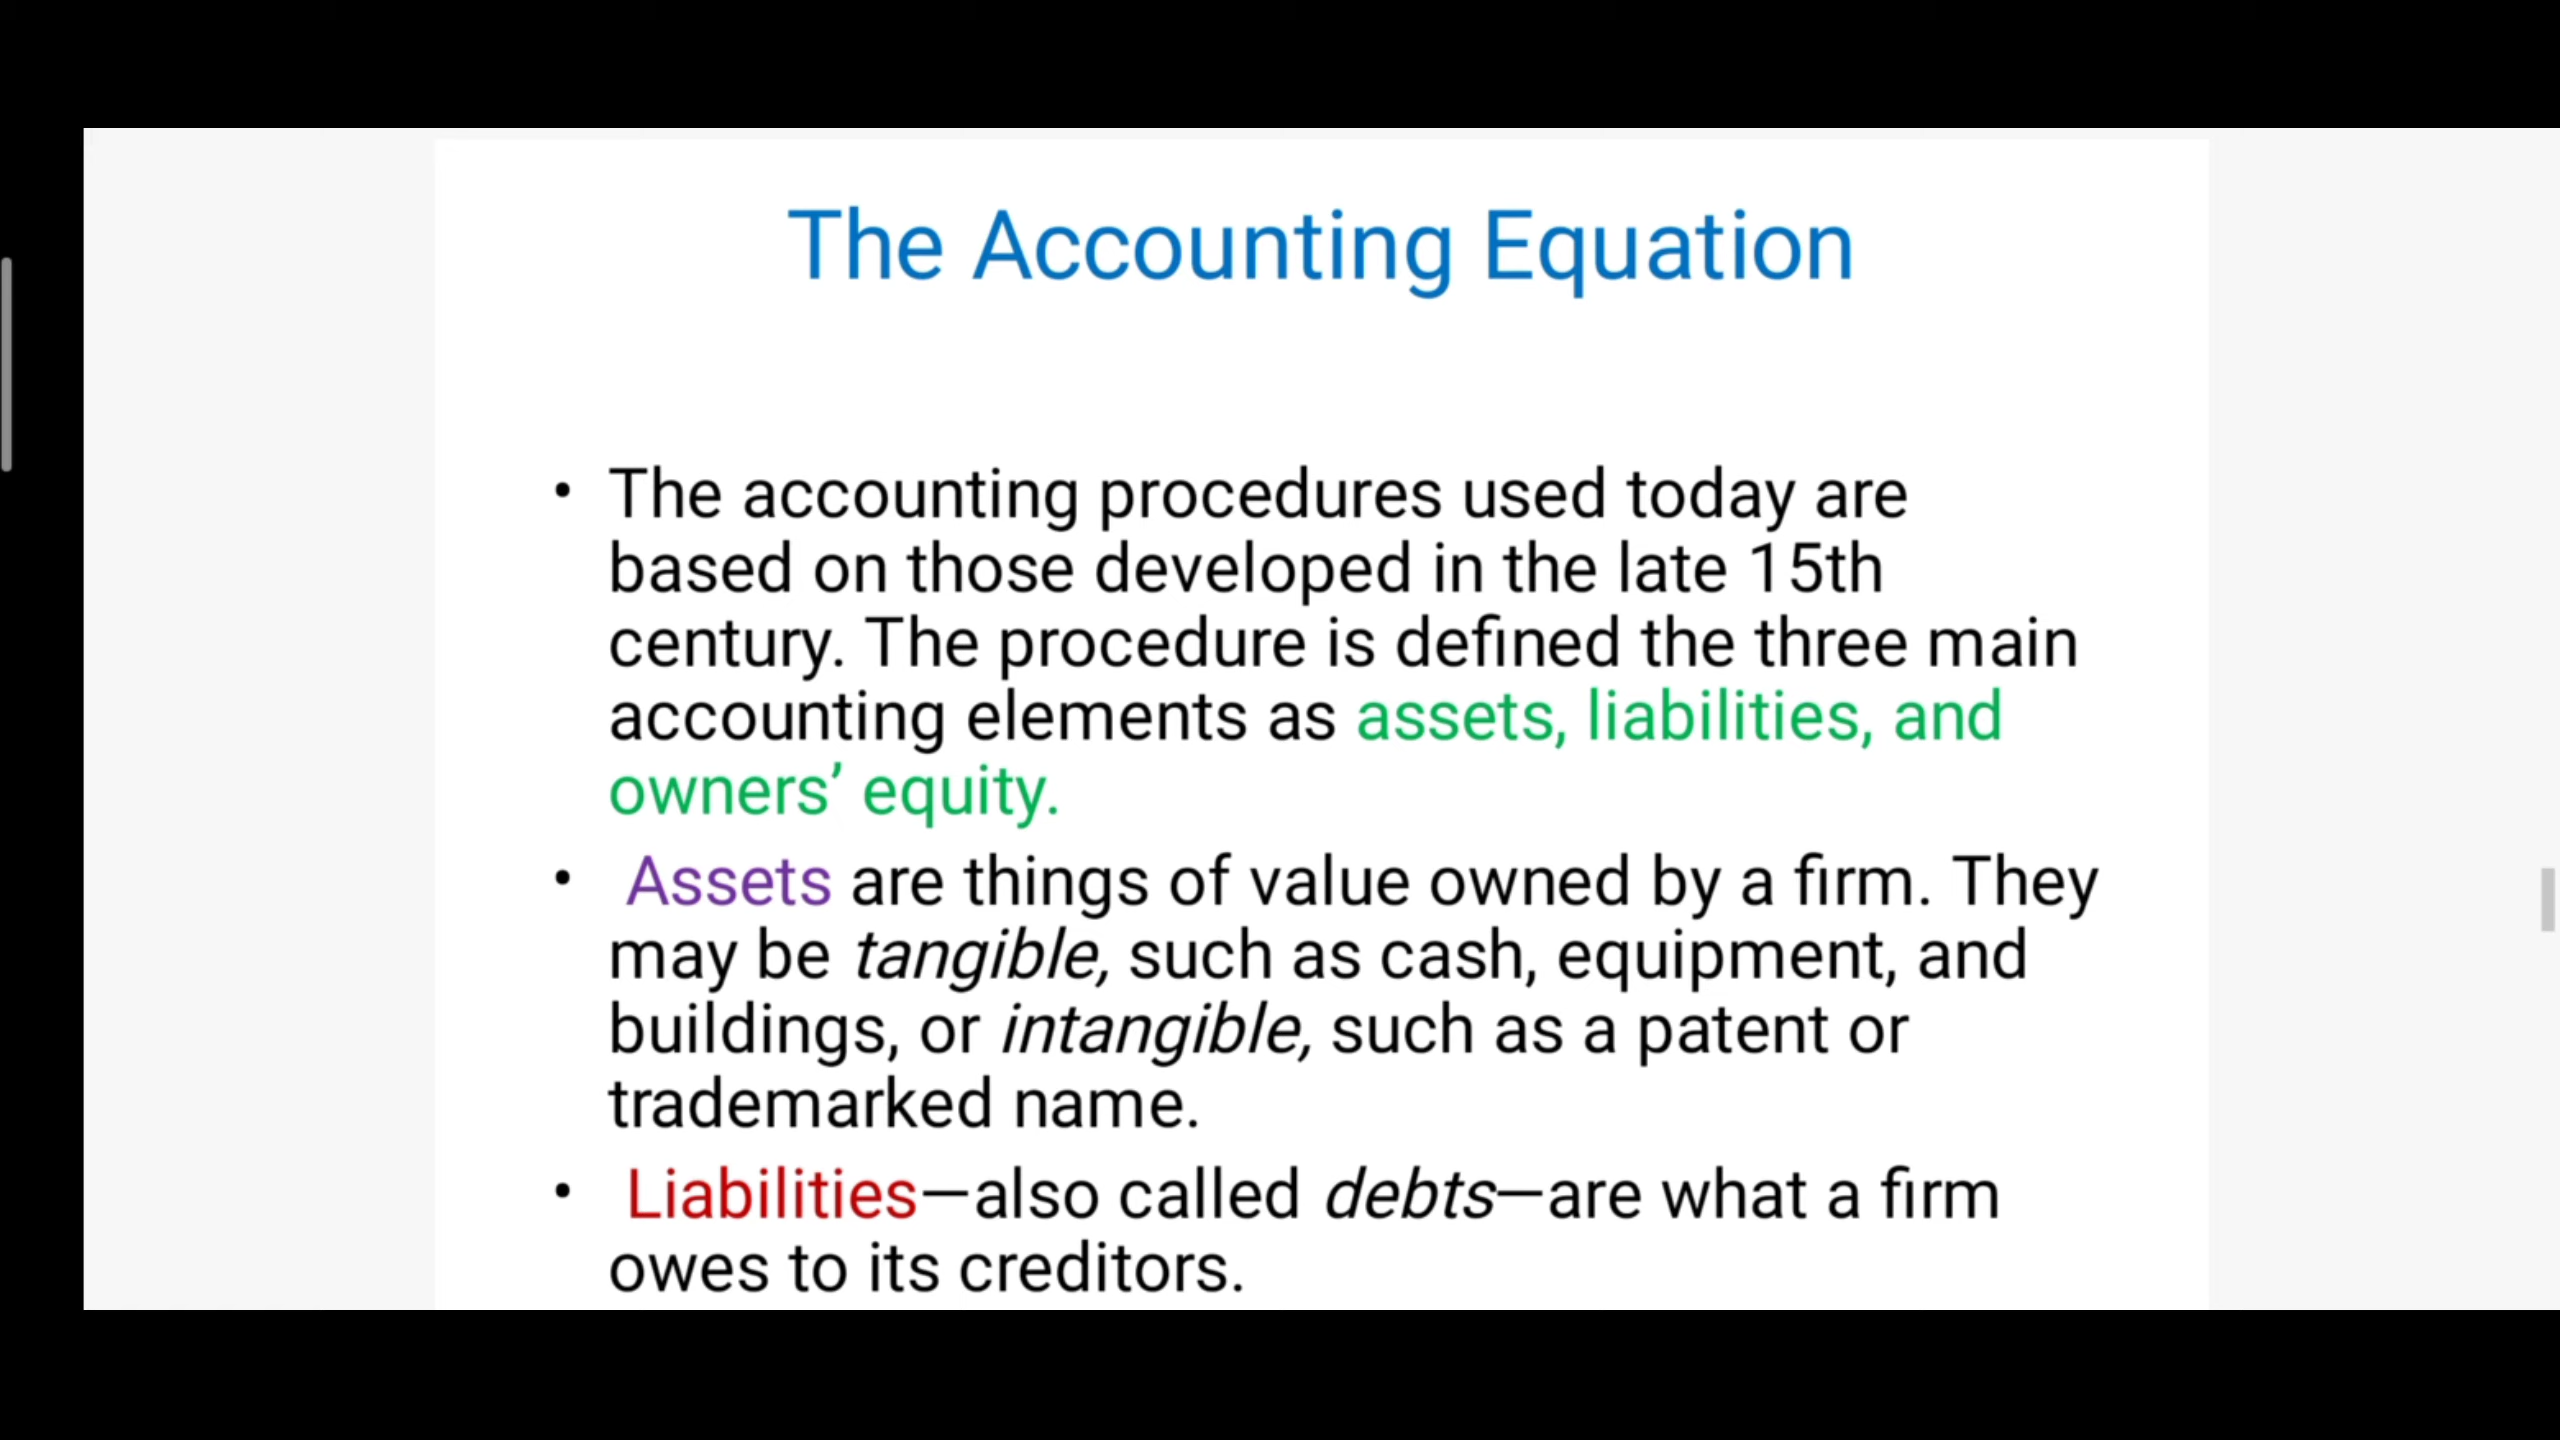 The Accounting Equation
• The accounting procedures used today are
based on those developed in the late 15th
century. The procedure is defined the three main
accounting elements as assets, liabilities, and
owners’ equity.
• Assets are things of value owned by a firm. They
may be tangible, such as cash, equipment, and
buildings, or intangible, such as a patent or
trademarked name.
• Liabilities—also called debts—are what a firm
owes to its creditors.